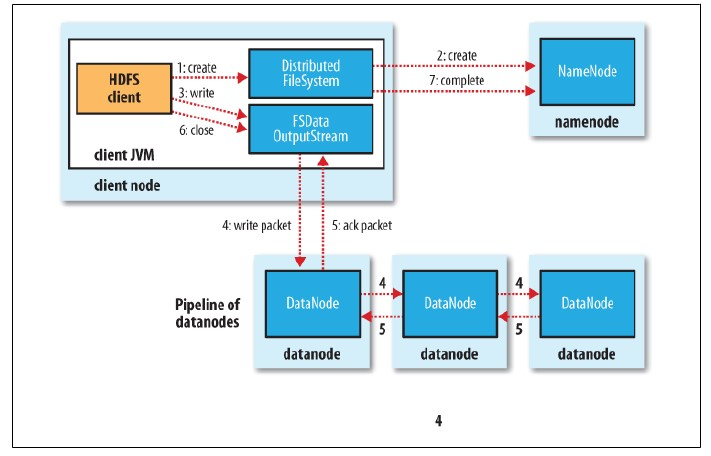 HDFS
client
1: create
3: write
6: close
Distributed
FileSystem
FSData
OutputStream
client JVM
client node
2: create
7: complete
NameNode
namenode
4: write packet
5: ack packet
Pipeline of
datanodes
DataNode
4
5
DataNode
4
5
DataNode
datanode
datanode
datanode
4